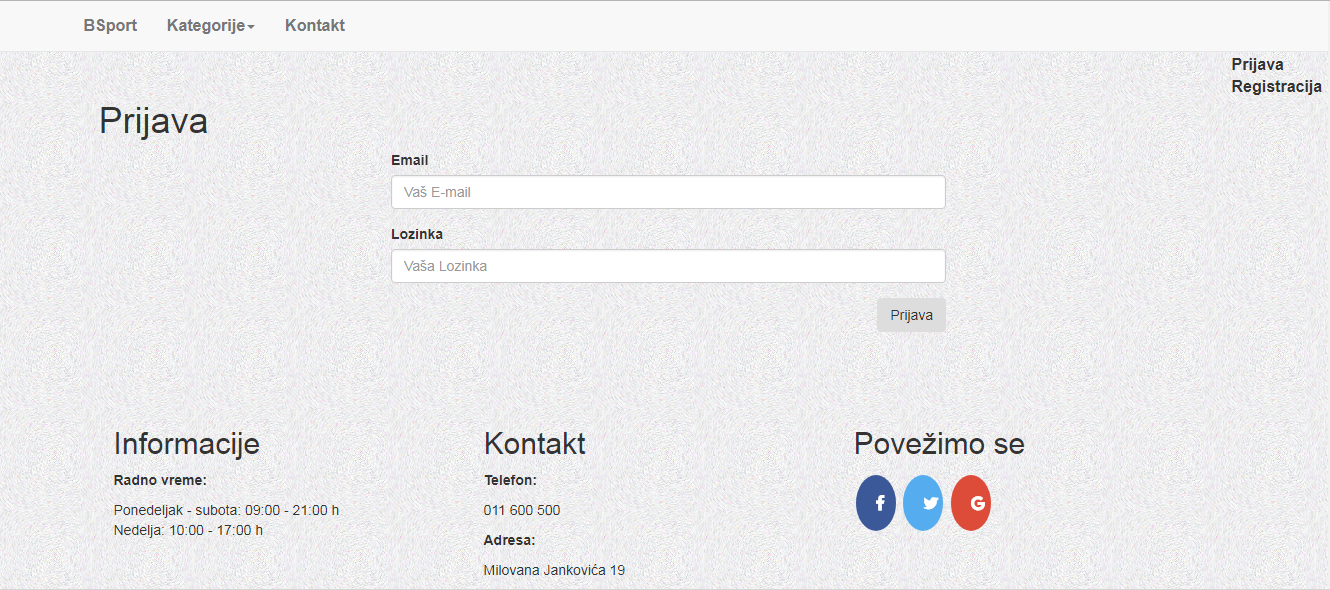 BSport Kategorije Kontakt
Prijava
Registracija
Prijava
Email
Vaš E-mail
Lozinka
Vaša Lozinka
Prijava
Informacije
Radno vreme:
Ponedeljak - subota: 09:00 - 21:00 h
Nedelja: 10:00 - 17:00 h
Kontakt
Telefon:
011 600 500
Adresa:
Milovana Jankovića 19
Povežimo se